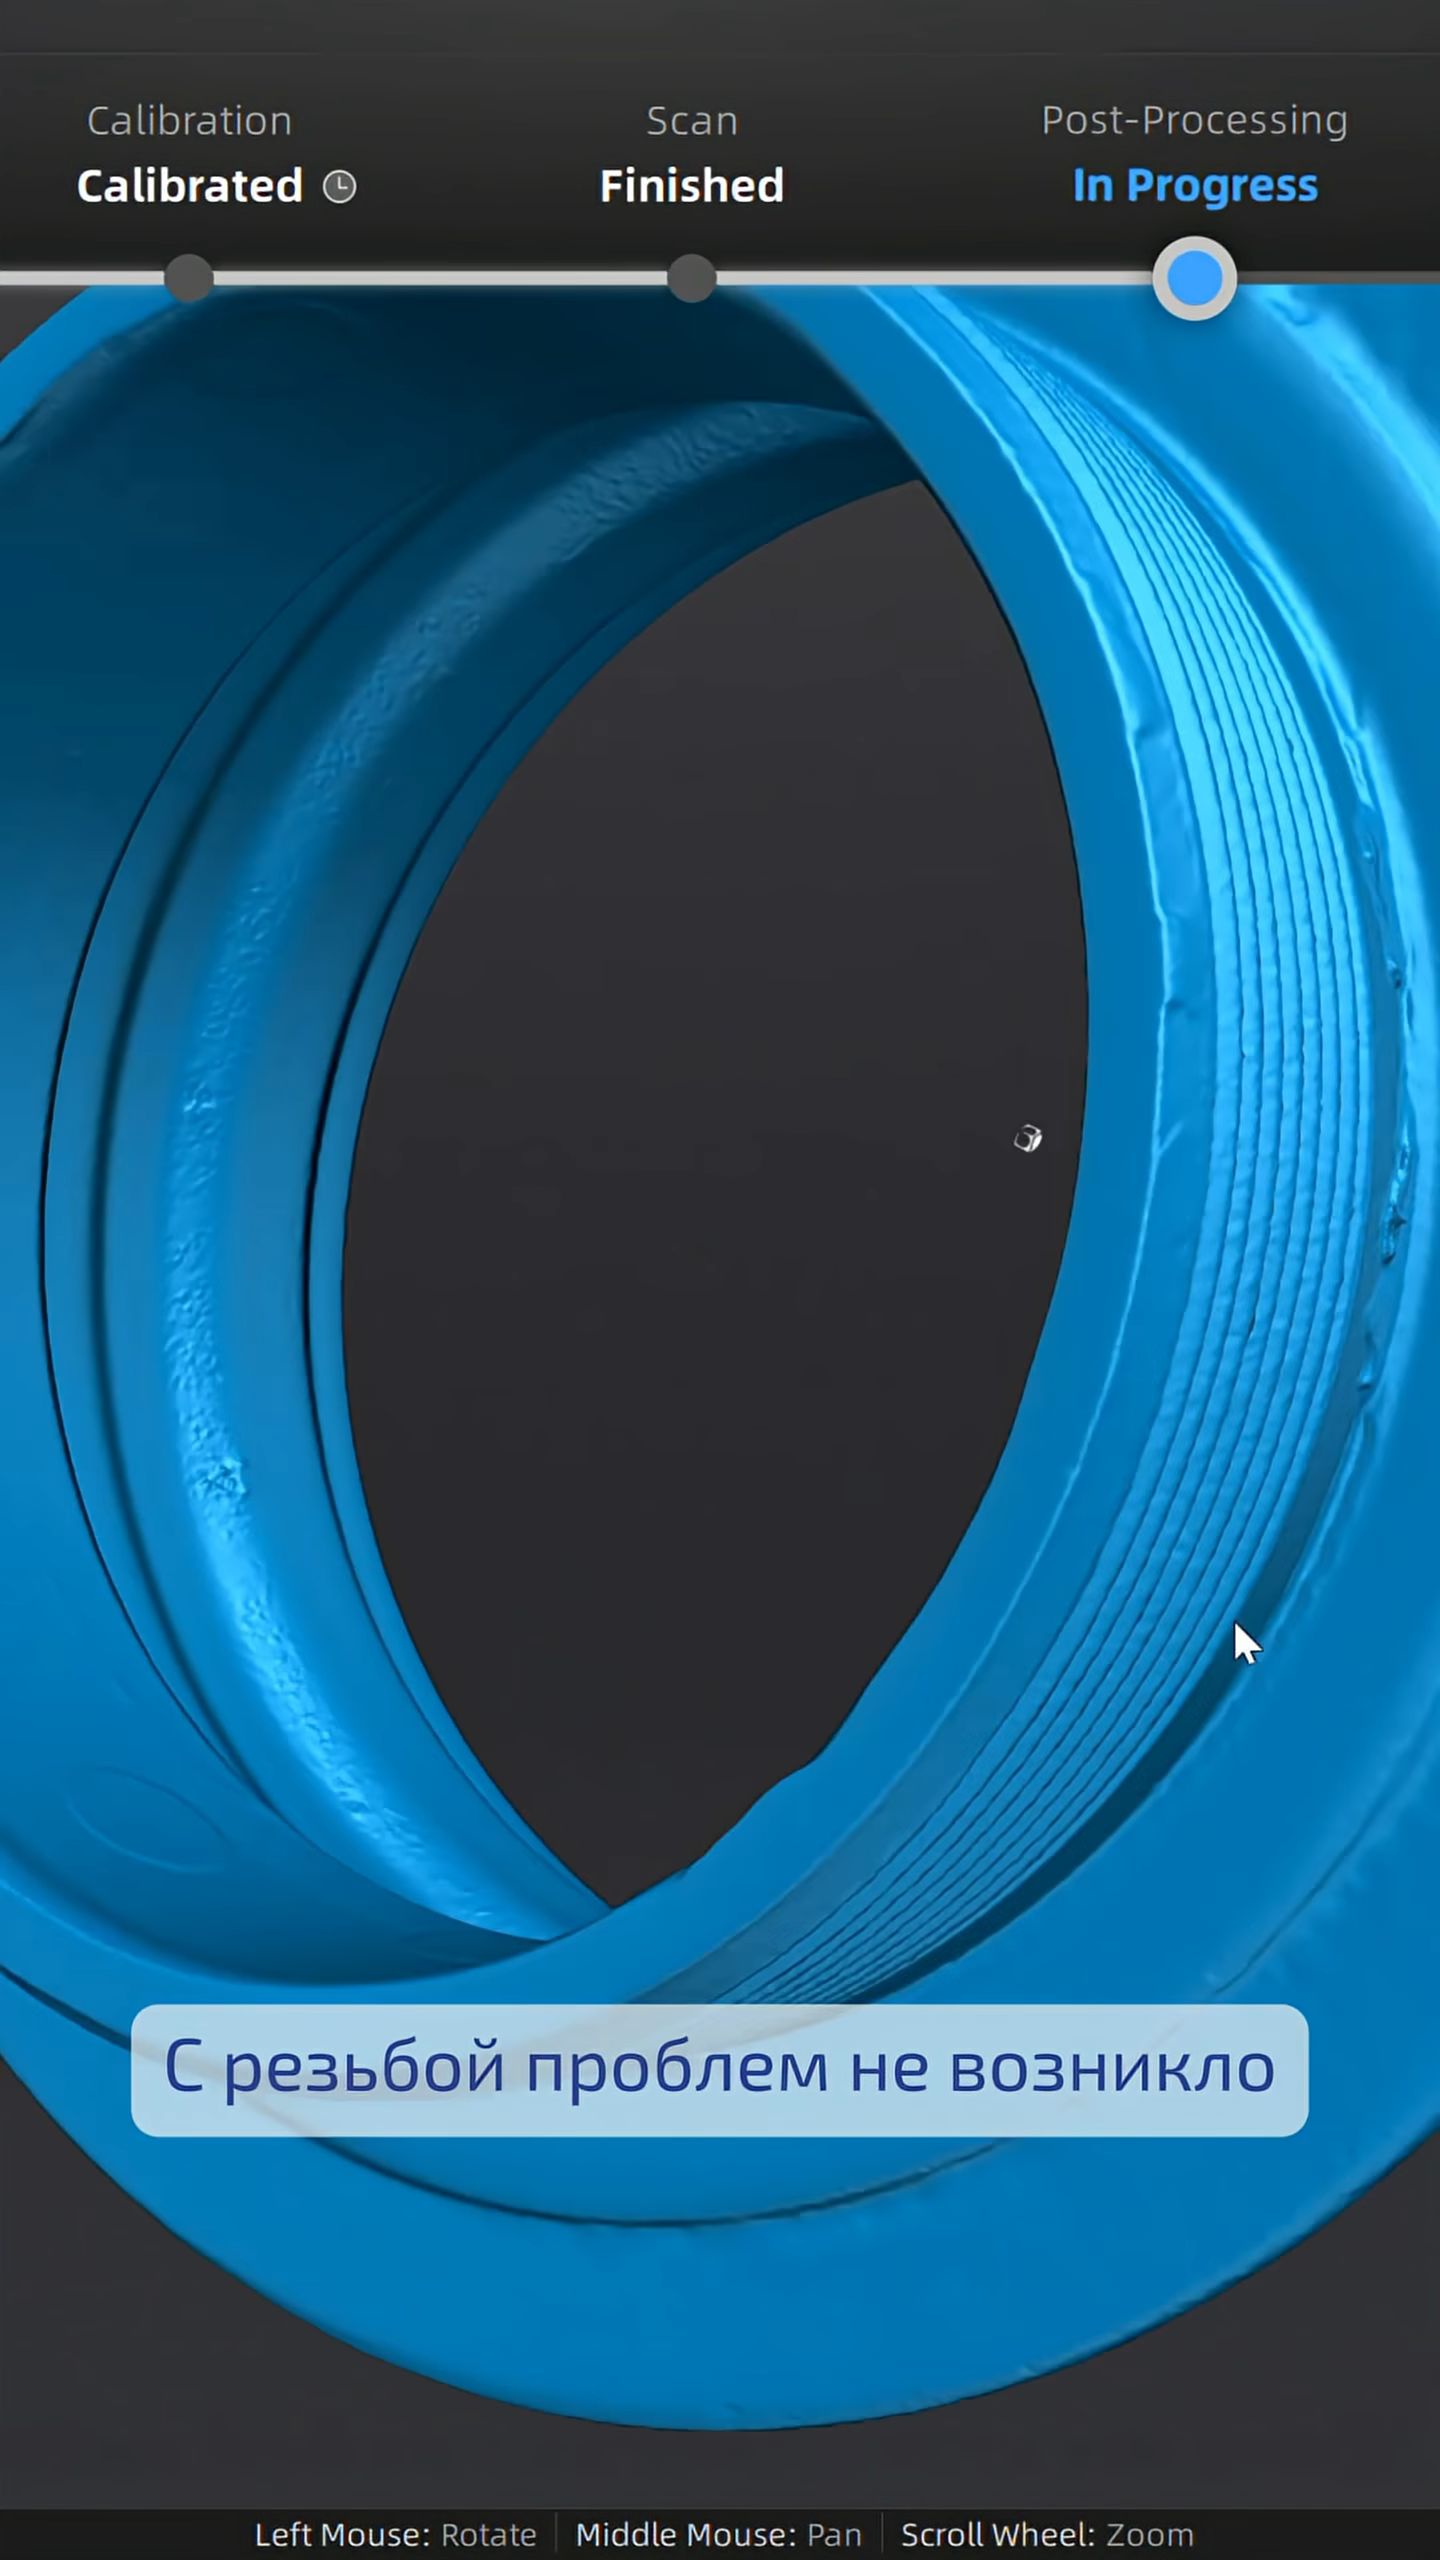 Calibration
Calibrated
Scan
Finished
Post-Processing
In Progress
С резьбой проблем не возникло
Left Mouse: Rotate
Middle Mouse: Pan
Scroll Wheel: Zoom